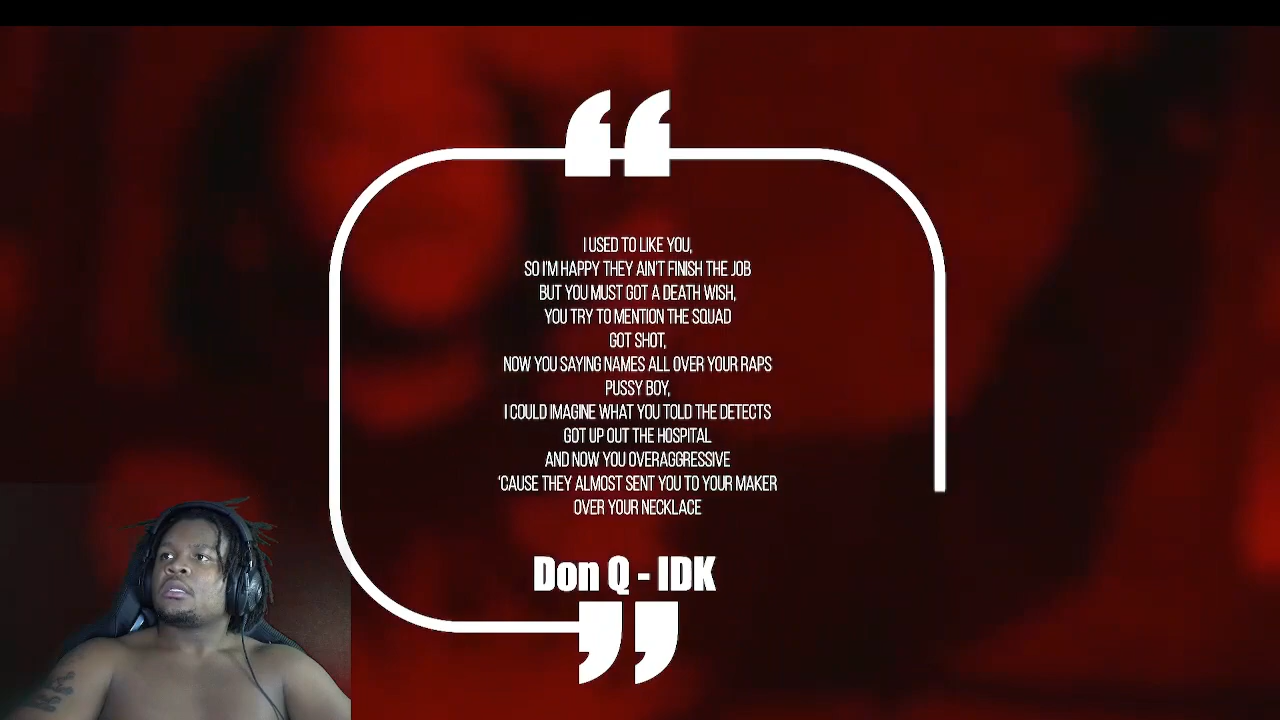 I USED TO LIKE YOU,
SO I'M HAPPY THEY AIN'T FINISH THE JOB
BUT YOU MUST GOT A DEATH WISH,
YOU TRY TO MENTION THE SQUAD
GOT SHOT,
NOW YOU SAYING NAMES ALL OVER YOUR RAPS
PUSSY BOY,
I COULD IMAGINE WHAT YOU TOLD THE DETECTS
GOT UP OUT THE HOSPITAL
AND NOW YOU OVERAGGRESSIVE
‘CAUSE THEY ALMOST SENT YOU TO YOUR MAKER
OVER YOUR NECKLACE
Don Q - IDK